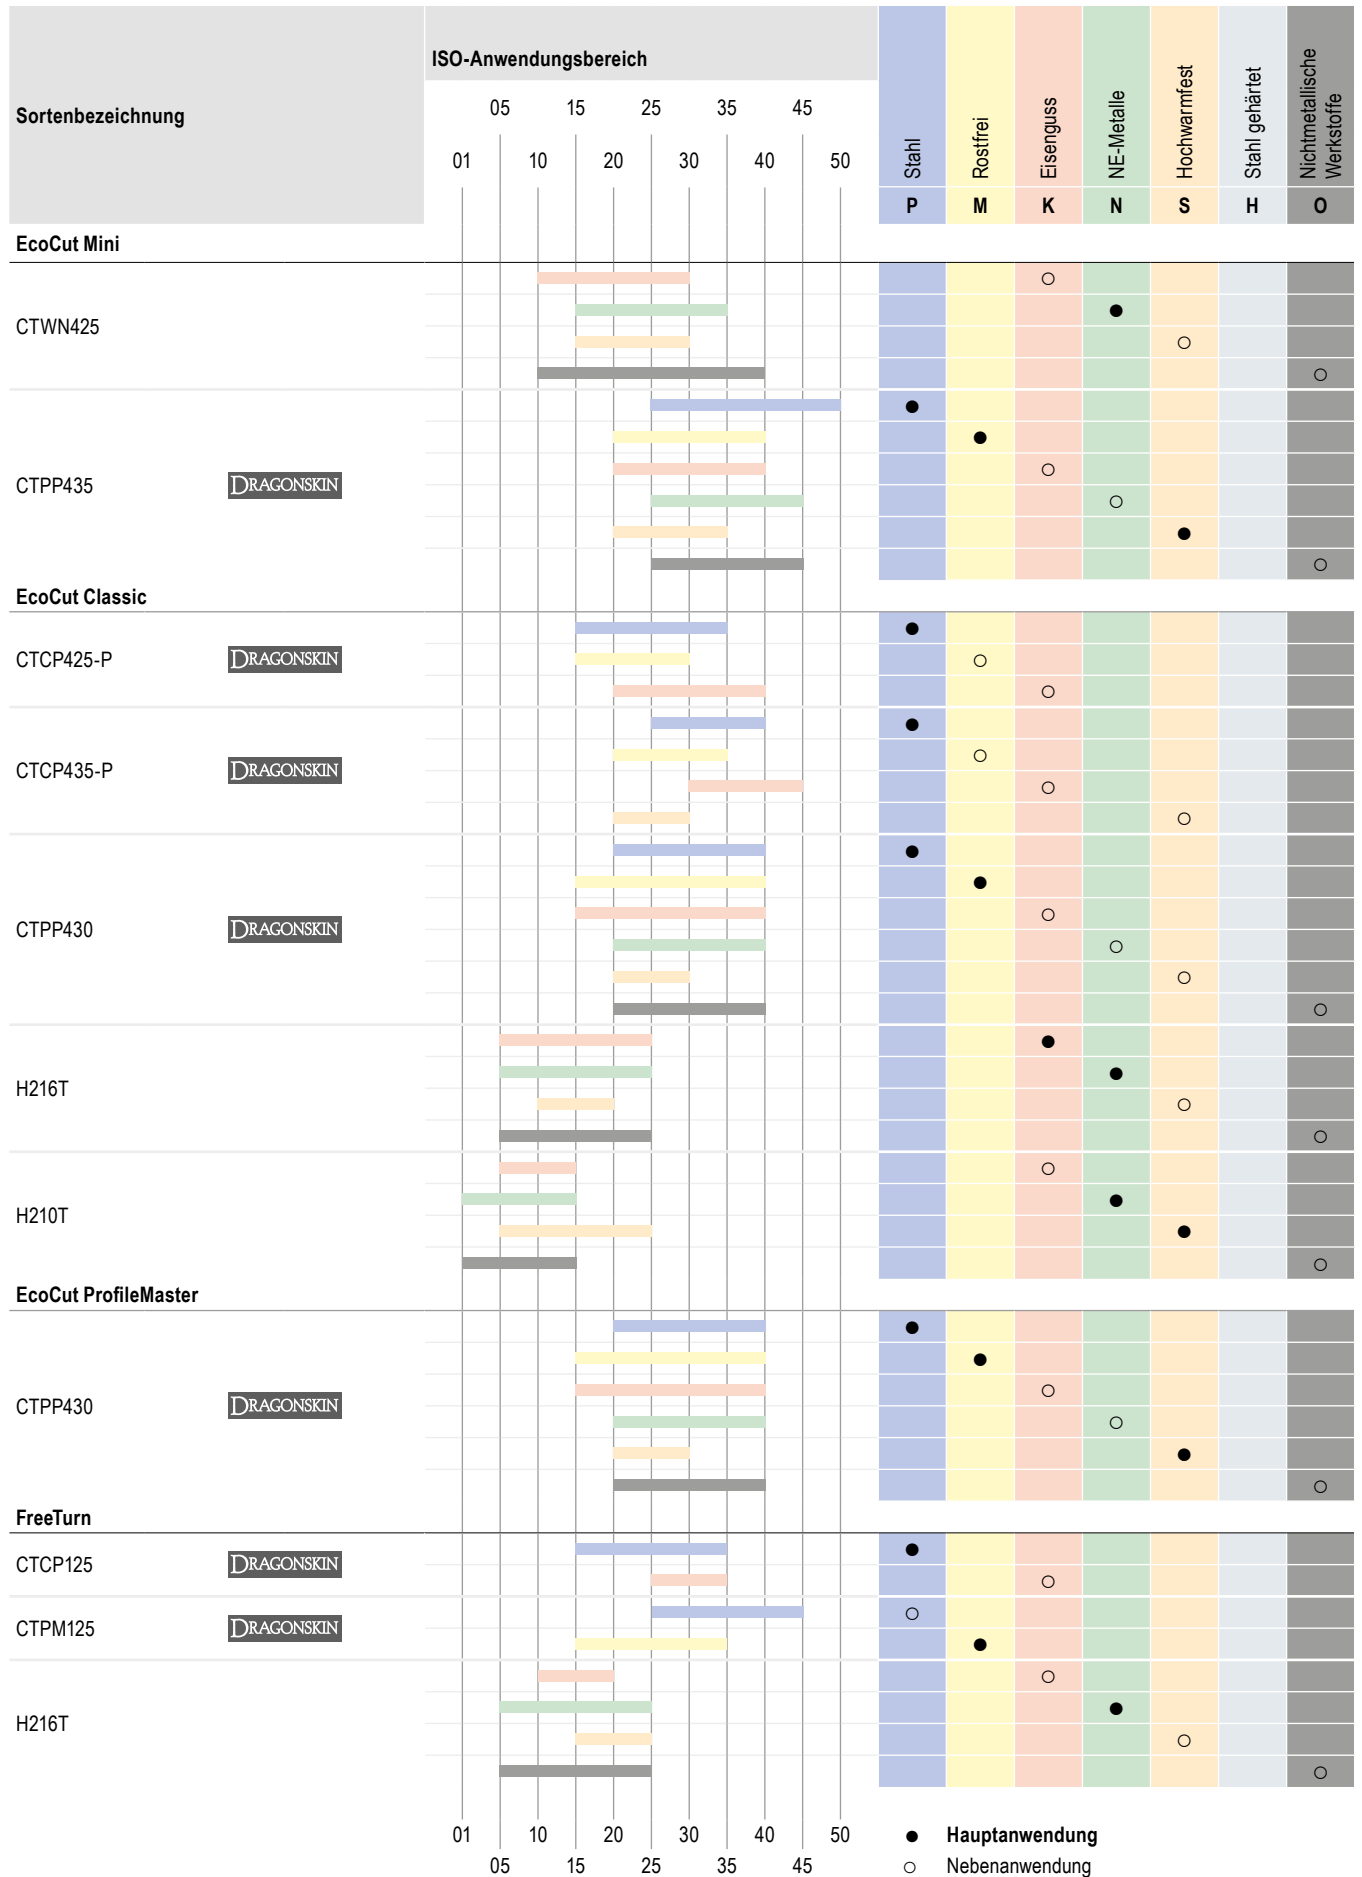 Sortenbezeichnung
ISO-Anwendungsbereich
05 15 25 35 45
01 10 20 30 40 50
Stahl
Rostfrei
Eisenguss
NE-Metalle
Hochwarmfest
Stahl gehärtet
Nichtmetallische
Werkstoffe
P M K N S H O
EcoCut Mini
CTWN425
CTPP435 DRAGONSKIN
EcoCut Classic
CTCP425-P DRAGONSKIN
CTCP435-P DRAGONSKIN
CTPP430 DRAGONSKIN
H216T
H210T
EcoCut ProfileMaster
CTPP430 DRAGONSKIN
FreeTurn
CTCP125 DRAGONSKIN
CTPM125 DRAGONSKIN
H216T
01 10 20 30 40 50
05 15 25 35 45
● Hauptanwendung
○ Nebenanwendung